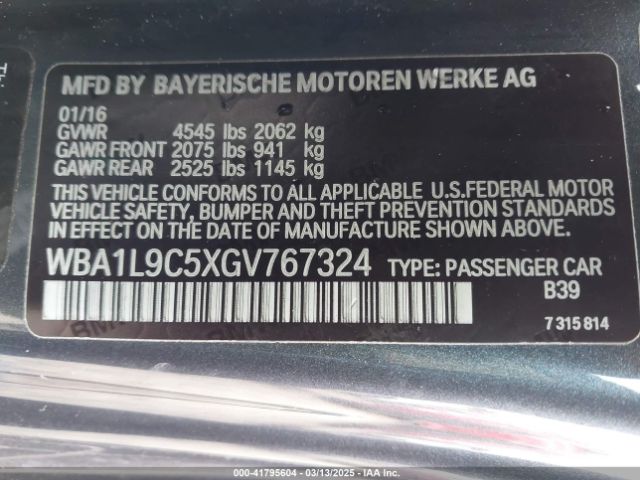 MFD BY BAYERISCHE MOTOREN WERKE AG
01/16
GVWR 4545 lbs 2062 kg
GAWR FRONT 2075 lbs 941 kg
GAWR REAR 2525 lbs 1145 kg
THIS VEHICLE CONFORMS TO ALL APPLICABLE U.S.FEDERAL MOTOR
VEHICLE SAFETY, BUMPER AND THEFT PREVENTION STANDARDS
IN EFFECT ON THE DATE OF MANUFACTURE SHOWN ABOVE.
WBA1L9C5XGV767324 TYPE: PASSENGER CAR
B39
7 315 814
000-41795604 | 03/13/2025 - IAA Inc.